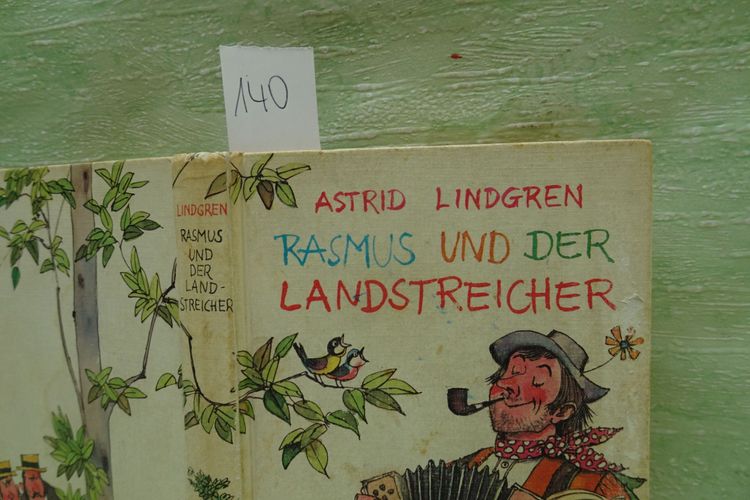 140
LINDGREN
RASMUS
UND
DER
LAND-
STREICHER
ASTRID LINDGREN
RASMUS UND DER
LANDSTREICHER